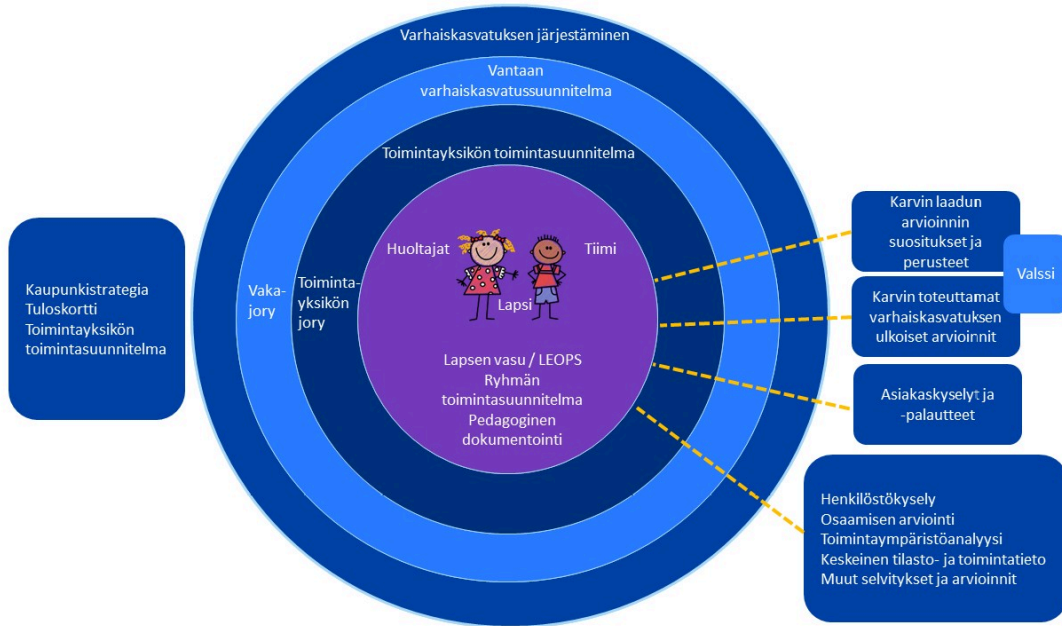 Varhaiskasvatuksen järjestäminen
Vantaan
varhaiskasvatussuunnitelma
Toimintayksikön toimintasuunnitelma
Huoltajat
Tiimi
Lapsi
Vaka-
jory
Toiminta-
yksikön
jory
Lapsen vasu / LEOPS
Ryhmän
toimintasuunnitelma
Pedagoginen
dokumentointi
Kaupunkistrategia
Tuloskortti
Toimintayksikön
toimintasuunnitelma
Karvin laadun
arvioinnin
suositukset ja
perusteet
Valssi
Karvin toteuttamat
varhaiskasvatuksen
ulkoiset arvioinnit
Asiakaskyselyt ja
-palautteet
Henkilöstökysely
Osaamisen arviointi
Toimintaympäristöanalyysi
Keskeinen tilasto- ja toimintatieto
Muut selvitykset ja arvioinnit